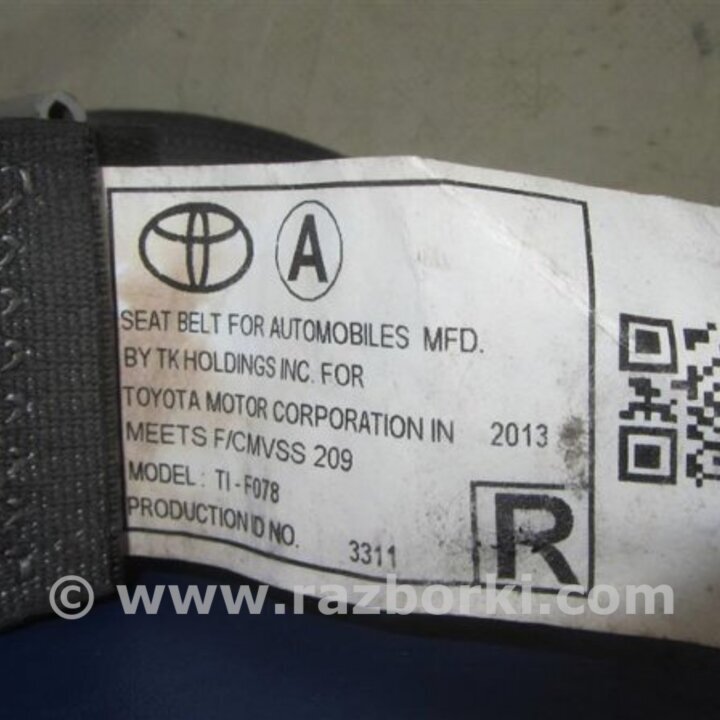 A
SEAT BELT FOR AUTOMOBILES MFD.
BY TK HOLDINGS INC. FOR
TOYOTA MOTOR CORPORATION IN 2013
MEETS F/CMVSS 209
MODEL : TI-F078
PRODUCTION ID NO. 3311
R
© www.razborki.com